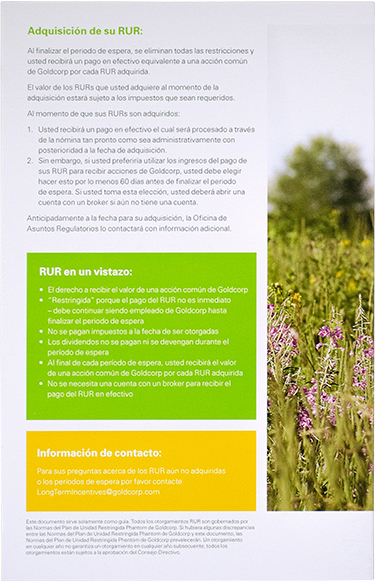 Adquisición de su RUR:
Al finalizar el periodo de espera, se eliminan todas las restricciones y
usted recibirá un pago en efectivo equivalente a una acción común
de Goldcorp por cada RUR adquirida.
El valor de los RURs que usted adquiere al momento de la
adquisición estará sujeto a los impuestos que sean requeridos.
Al momento de que sus RURs son adquiridos:
1. Usted recibirá un pago en efectivo el cual será procesado a través
de la nómina tan pronto como sea administrativamente con
posterioridad a la fecha de adquisición.
2. Sin embargo, si usted preferiría utilizar los ingresos del pago de
sus RUR para recibir acciones de Goldcorp, usted debe elegir
hacer esto por lo menos 60 días antes de finalizar el periodo
de espera. Si usted toma esta elección, usted deberá abrir una
cuenta con un broker si aún no tiene una cuenta.
Anticipadamente a la fecha para su adquisición, la Oficina de
Asuntos Regulatorios lo contactará con información adicional.
RUR en un vistazo:
• El derecho a recibir el valor de una acción común de Goldcorp
• "Restringida" porque el pago del RUR no es inmediato
– debe continuar siendo empleado de Goldcorp hasta
finalizar el periodo de espera
• No se pagan impuestos a la fecha de ser otorgadas
• Los dividendos no se pagan ni se devengan durante el
periodo de espera
• Al final de cada período de espera, usted recibirá el valor
de una acción común de Goldcorp por cada RUR adquirida
• No se necesita una cuenta con un broker para recibir el
pago del RUR en efectivo
Información de contacto:
Para sus preguntas acerca de los RUR aún no adquiridas
o los periodos de espera por favor contacte
LongTermIncentives@goldcorp.com
Este documento sirve solamente como guía. Todos los otorgamientos RUR son gobernados por
las Normas del Plan de Unidad Restringida Phantom de Goldcorp. Si hubiera algunas discrepancias
entre las Normas del Plan de Unidad Restringida Phantom de Goldcorp y este documento, las
Normas del Plan de Unidad Restringida Phantom de Goldcorp prevalecerán. Un otorgamiento
en cualquier año no garantiza un otorgamiento en cualquier año subsecuente; todos los
otorgamientos están sujetos a la aprobación del Consejo Directivo.